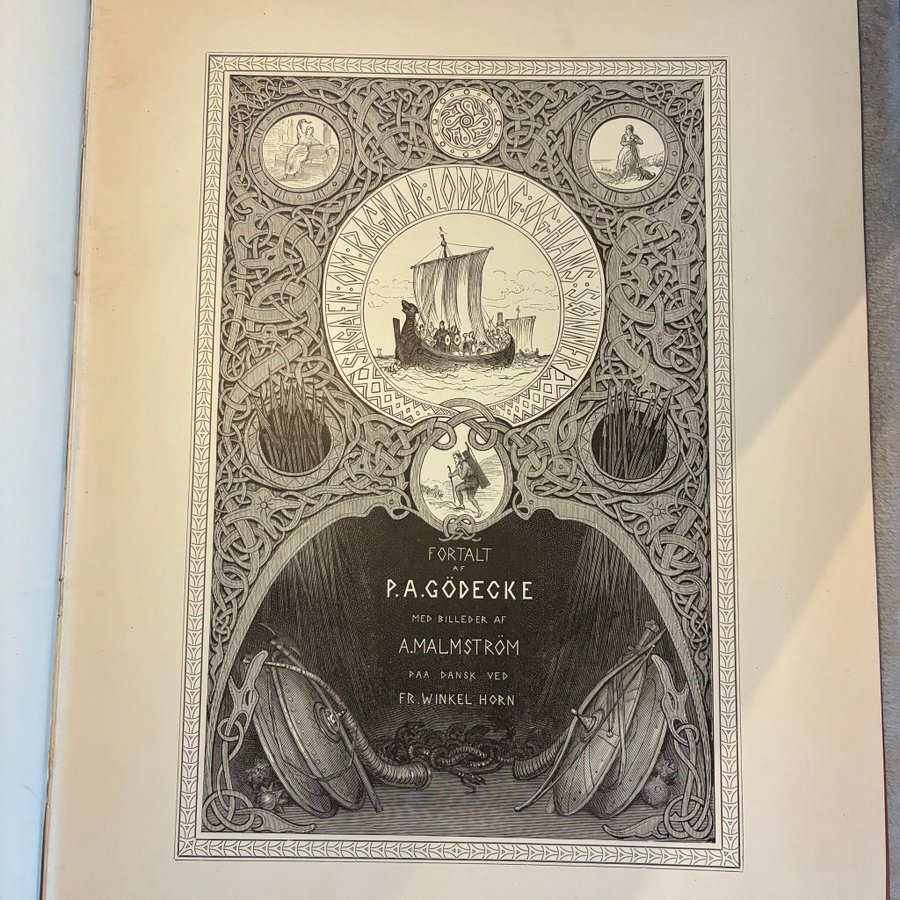 SAGAEN · OM · RAGNAR · LODBROG · OG · HANS · SØNNER
FORTALT
AF
P. A. GÖDECKE
MED BILLEDER AF
A. MALMSTRÖM
PAA DANSK VED
FR. WINKEL HORN